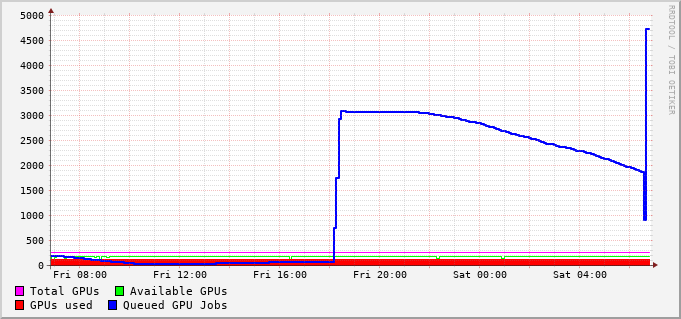 RRDTOOL / TOBI OETIKER
5000
4500
4000
3500
3000
2500
2000
1500
1000
500
0
Fri 08:00 Fri 12:00 Fri 16:00 Fri 20:00 Sat 00:00 Sat 04:00
Total GPUs Available GPUs
GPUs used Queued GPU Jobs